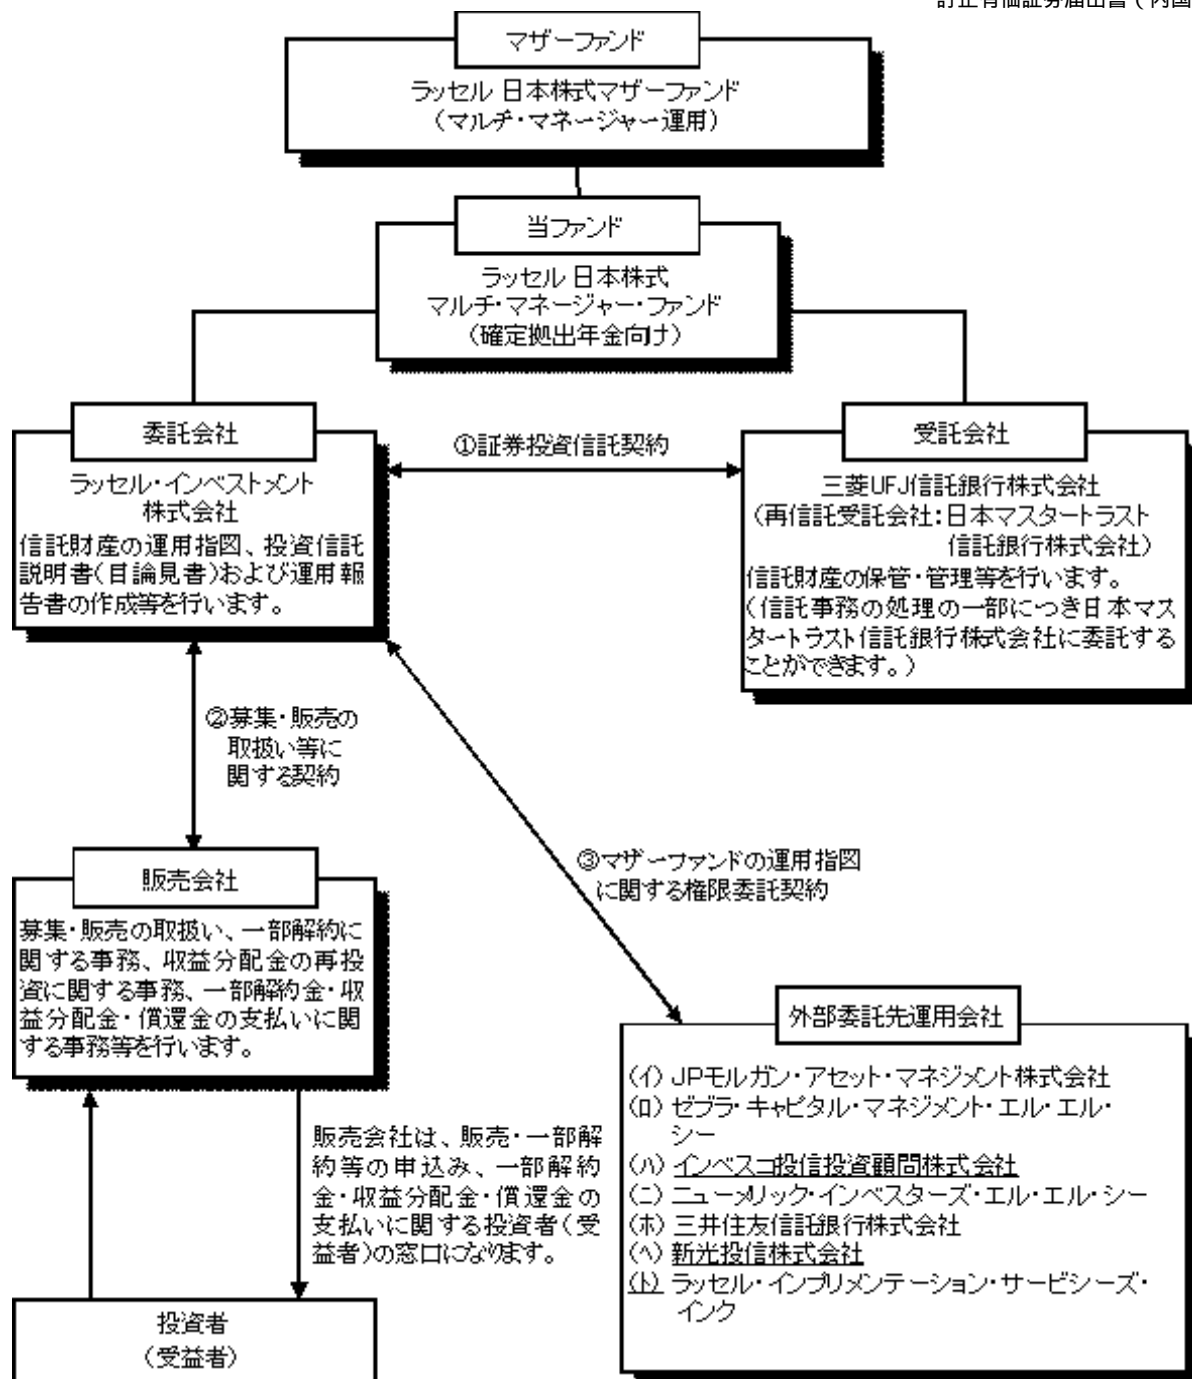 訂正有価証券届出書(内国
マザーファンド
ラッセル 日本株式マザーファンド
(マルチ・マネージャー運用)
当ファンド
ラッセル 日本株式
マルチ・マネージャー・ファンド
(確定拠出年金向け)
委託会社
ラッセル・インベストメント
株式会社
信託財産の運用指図、投資信託
説明書(目論見書)および運用報
告書の作成等を行います。
①証券投資信託契約
受託会社
三菱UFJ信託銀行株式会社
(再信託受託会社:日本マスタートラスト
信託銀行株式会社)
信託財産の保管・管理等を行います。
(信託事務の処理の一部につき日本マス
タートラスト信託銀行株式会社に委託する
ことができます。)
②募集・販売の
取扱い等に
関する契約
③マザーファンドの運用指図
に関する権限委託契約
販売会社
募集・販売の取扱い、一部解約に
関する事務、収益分配金の再投
資に関する事務、一部解約金・収
益分配金・償還金の支払いに関
する事務等を行います。
販売会社は、販売・一部解
約等の申込み、一部解約
金・収益分配金・償還金の
支払いに関する投資者(受
益者)の窓口になります。
投資者
(受益者)
外部委託先運用会社
(イ) JPモルガン・アセット・マネジメント株式会社
(ロ) ゼブラ・キャピタル・マネジメント・エル・エル・
シー
(ハ) インベスコ投信投資顧問株式会社
(ニ) ニューメリック・インベスターズ・エル・エル・シー
(ホ) 三井住友信託銀行株式会社
(ヘ) 新光投信株式会社
(ト) ラッセル・インプリメンテーション・サービシーズ・
インク